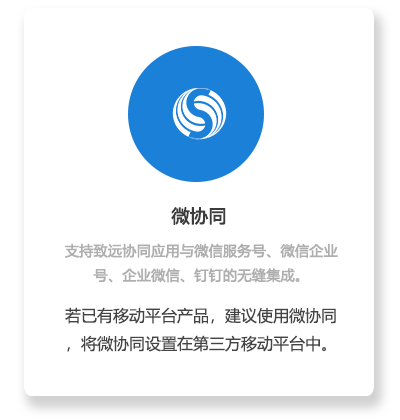 微协同
支持致远协同应用与微信服务号、微信企业
号、企业微信、钉钉的无缝集成。
若已有移动平台产品，建议使用微协同
，将微协同设置在第三方移动平台中。